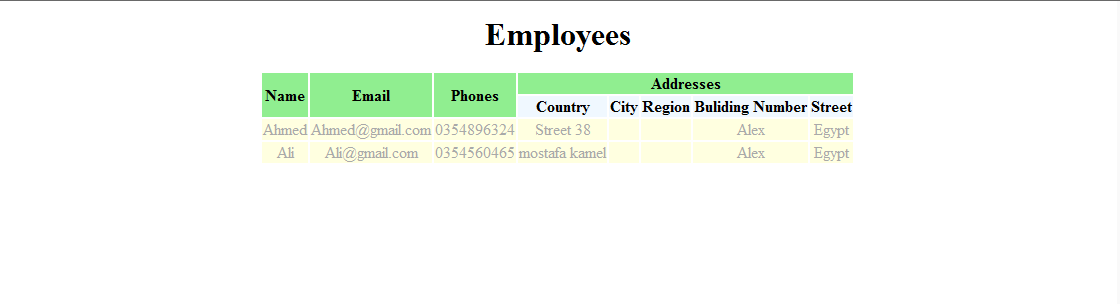 Employees
Name Email Phones Addresses
Country City Region Buliding Number Street
Ahmed Ahmed@gmail.com 0354896324 Street 38 Alex Egypt
Ali Ali@gmail.com 0354560465 mostafa kamel Alex Egypt